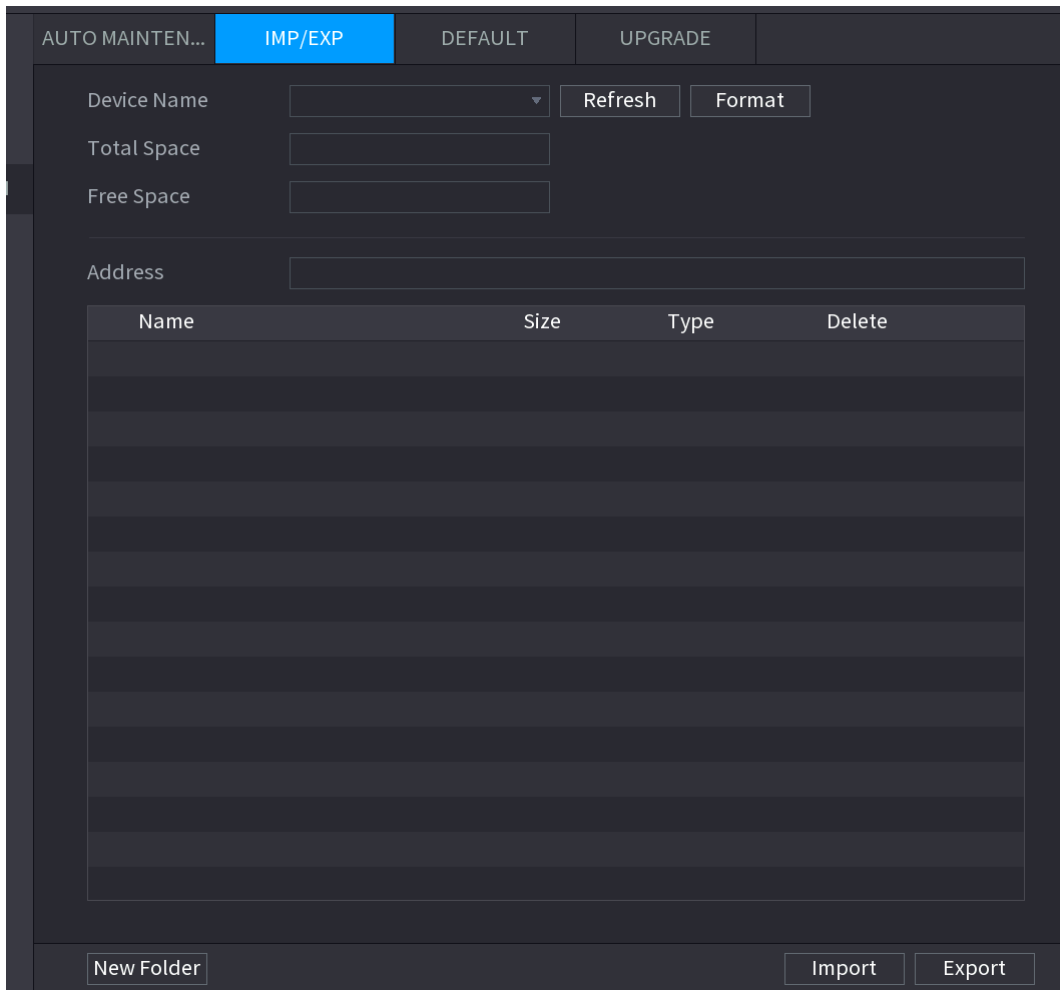 AUTO MAINTEN... IMP/EXP DEFAULT UPGRADE
Device Name Refresh Format
Total Space
Free Space
Address
Name Size Type Delete
New Folder Import Export